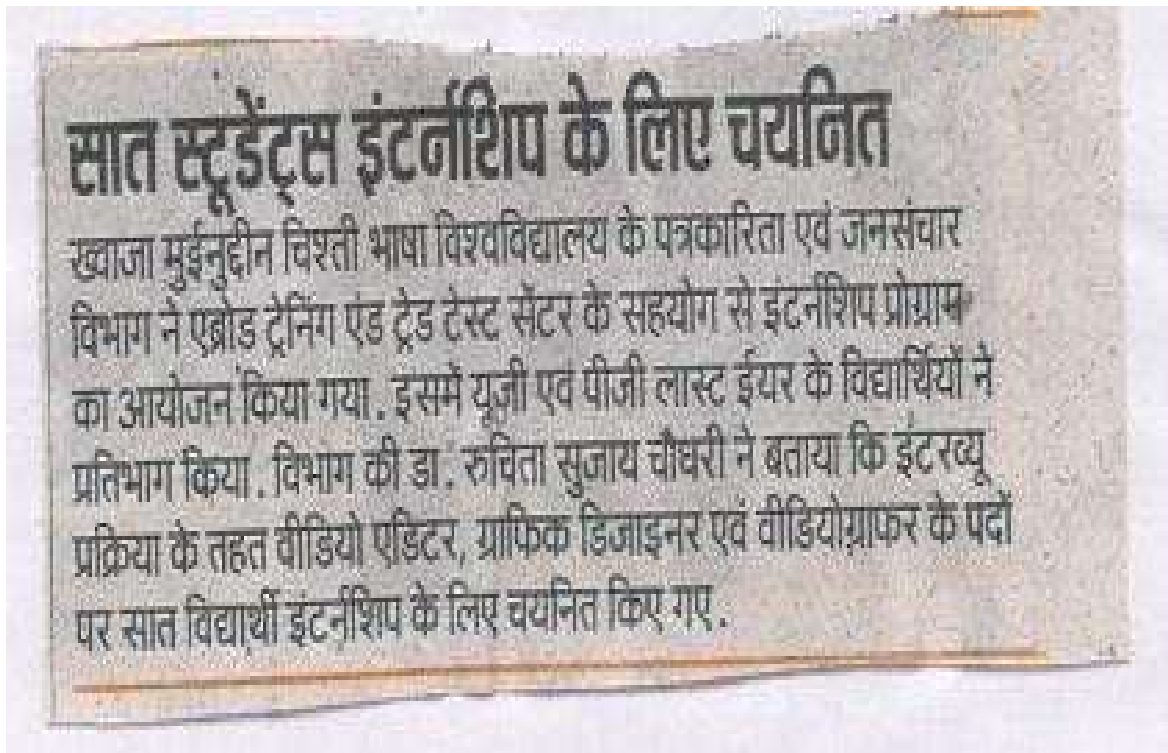 सात स्टूडेंट्स इंटर्नशिप के लिए चयनित
ख्वाजा मुईनुद्दीन चिश्ती भाषा विश्वविद्यालय के पत्रकारिता एवं जनसंचार
विभाग ने एब्रोड ट्रेनिंग एंड ट्रेड टेस्ट सेंटर के सहयोग से इंटर्नशिप प्रोग्राम
का आयोजन किया गया. इसमें यूजी एवं पीजी लास्ट ईयर के विद्यार्थियों ने
प्रतिभाग किया. विभाग की डा. रुचिता सुजाय चौधरी ने बताया कि इंटरव्यू
प्रक्रिया के तहत वीडियो एडिटर, ग्राफिक डिजाइनर एवं वीडियोग्राफर के पदों
पर सात विद्यार्थी इंटर्नशिप के लिए चयनित किए गए.